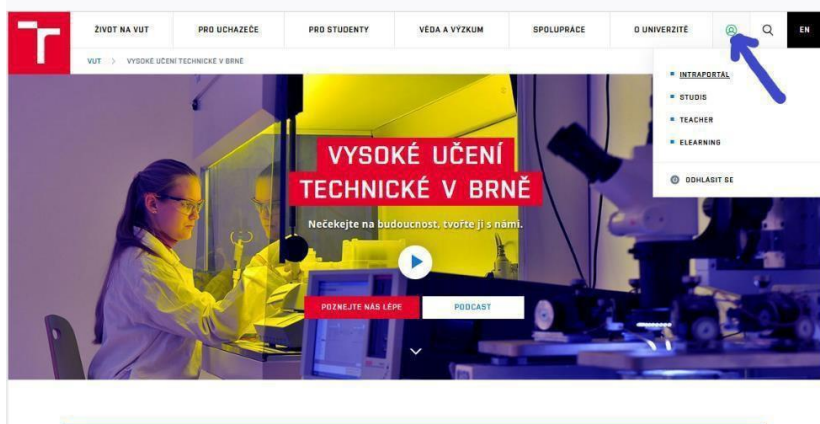 ŽIVOT NA VUT PRO UCHAZEČE PRO STUDENTY VĚDA A VÝZKUM SPOLUPRÁCE O UNIVERZITĚ EN
VUT > VYSOKÉ UČENÍ TECHNICKÉ V BRNĚ
INTRAPORTÁL
STUDIS
TEACHER
ELEARNING
ODHLÁSIT SE
VYSOKÉ UČENÍ
TECHNICKÉ V BRNĚ
Nečekejte na budoucnost, tvořte ji s námi.
POZNEJTE NÁS LÉPE PODCAST